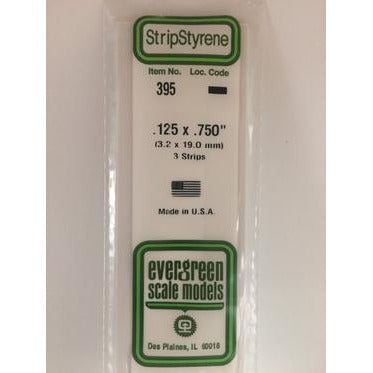 StripStyrene
Item No. Loc. Code
395
.125 x .750"
(3.2 x 19.0 mm)
3 Strips
Made in U.S.A.
evergreen
scale models
Des Plaines, IL 60018